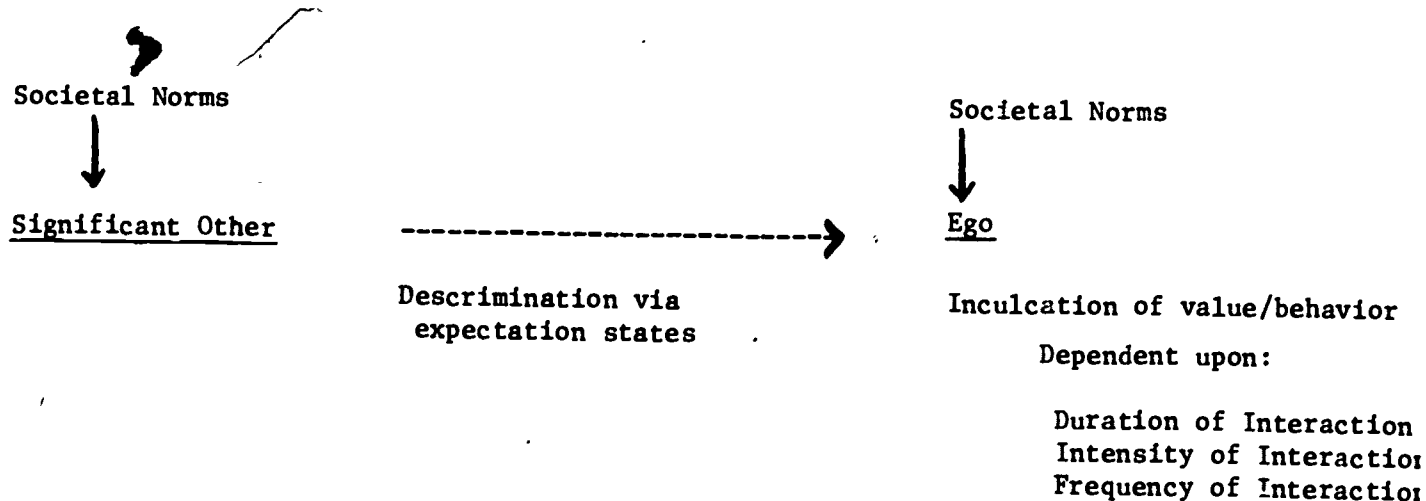 Societal Norms
Societal Norms
Significant Other
Ego
Descrimination via
expectation states
Inculcation of value/behavior
Dependent upon:
Duration of Interaction
Intensity of Interaction
Frequency of Interaction